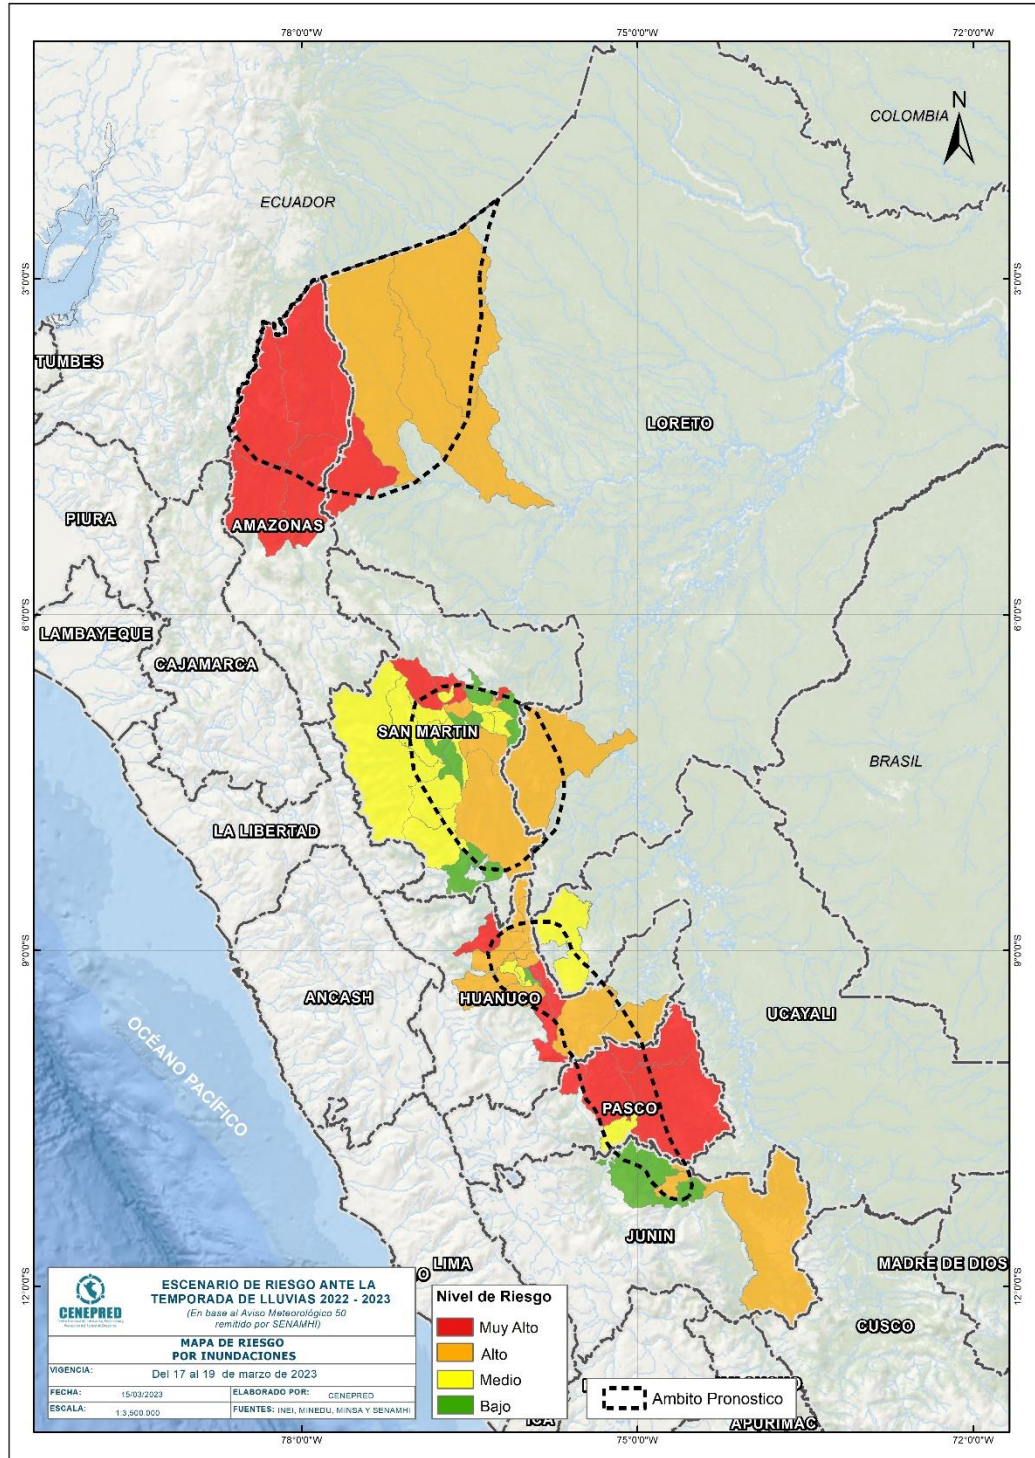 78°0'0"W
75°0'0"W
72°0'0"W
N
COLOMBIA
ECUADOR
3°0'0"S
3°0'0"S
TUMBES
LORETO
PIURA
AMAZONAS
6°0'0"S
6°0'0"S
LAMBAYEQUE
CAJAMARCA
SAN MARTIN
BRASIL
LA LIBERTAD
9°0'0"S
9°0'0"S
ANCASH
HUANUCO
UCAYALI
OCÉANO PACÍFICO
PASCO
JUNIN
LIMA
O
MADRE DE DIOS
12°0'0"S
12°0'0"S
CUSCO
ICA
APURIMAC
CENEPRED
ESCENARIO DE RIESGO ANTE LA
TEMPORADA DE LLUVIAS 2022 - 2023
(En base al Aviso Meteorológico 50
remitido por SENAMHI)
MAPA DE RIESGO
POR INUNDACIONES
VIGENCIA: Del 17 al 19 de marzo de 2023
FECHA: 15/03/2023 ELABORADO POR: CENEPRED
ESCALA: 1:3,500.000 FUENTES: INEI, MINEDU, MINSA Y SENAMHI
Nivel de Riesgo
Muy Alto
Alto
Medio
Bajo
Ambito Pronostico
78°0'0"W
75°0'0"W
72°0'0"W